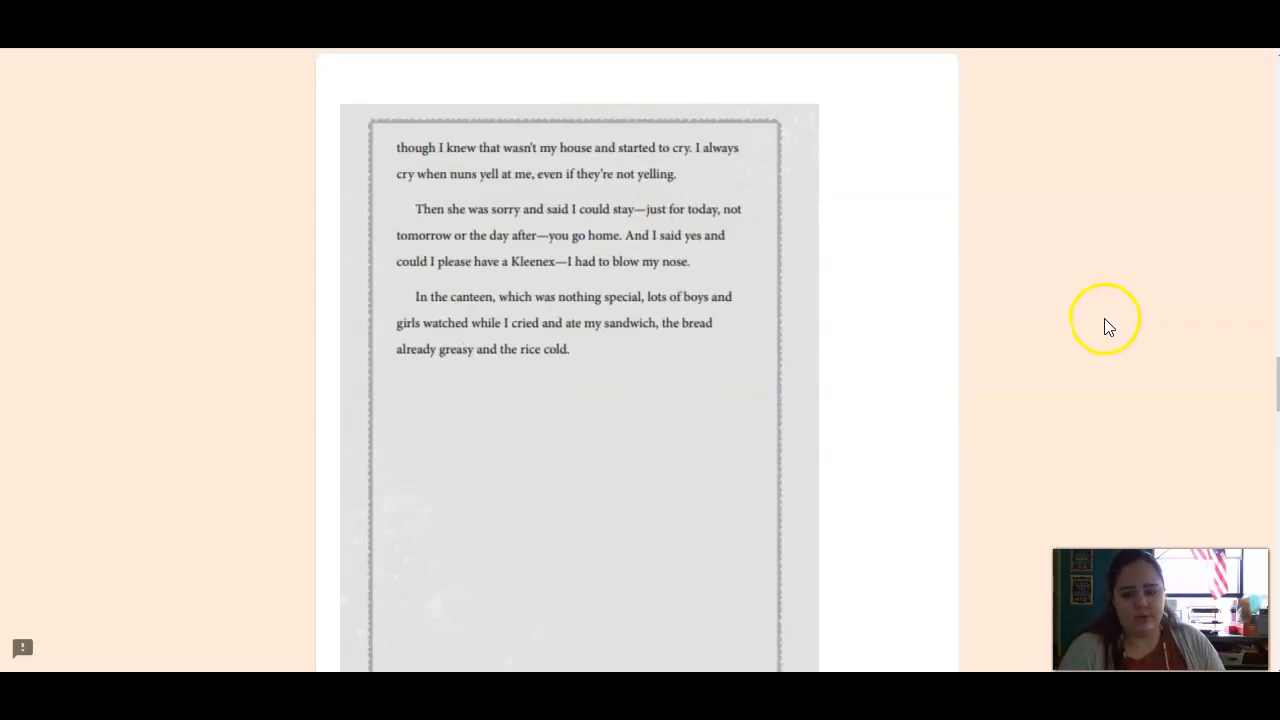 though I knew that wasn't my house and started to cry. I always
cry when nuns yell at me, even if they're not yelling.
Then she was sorry and said I could stay—just for today, not
tomorrow or the day after—you go home. And I said yes and
could I please have a Kleenex—I had to blow my nose.
In the canteen, which was nothing special, lots of boys and
girls watched while I cried and ate my sandwich, the bread
already greasy and the rice cold.